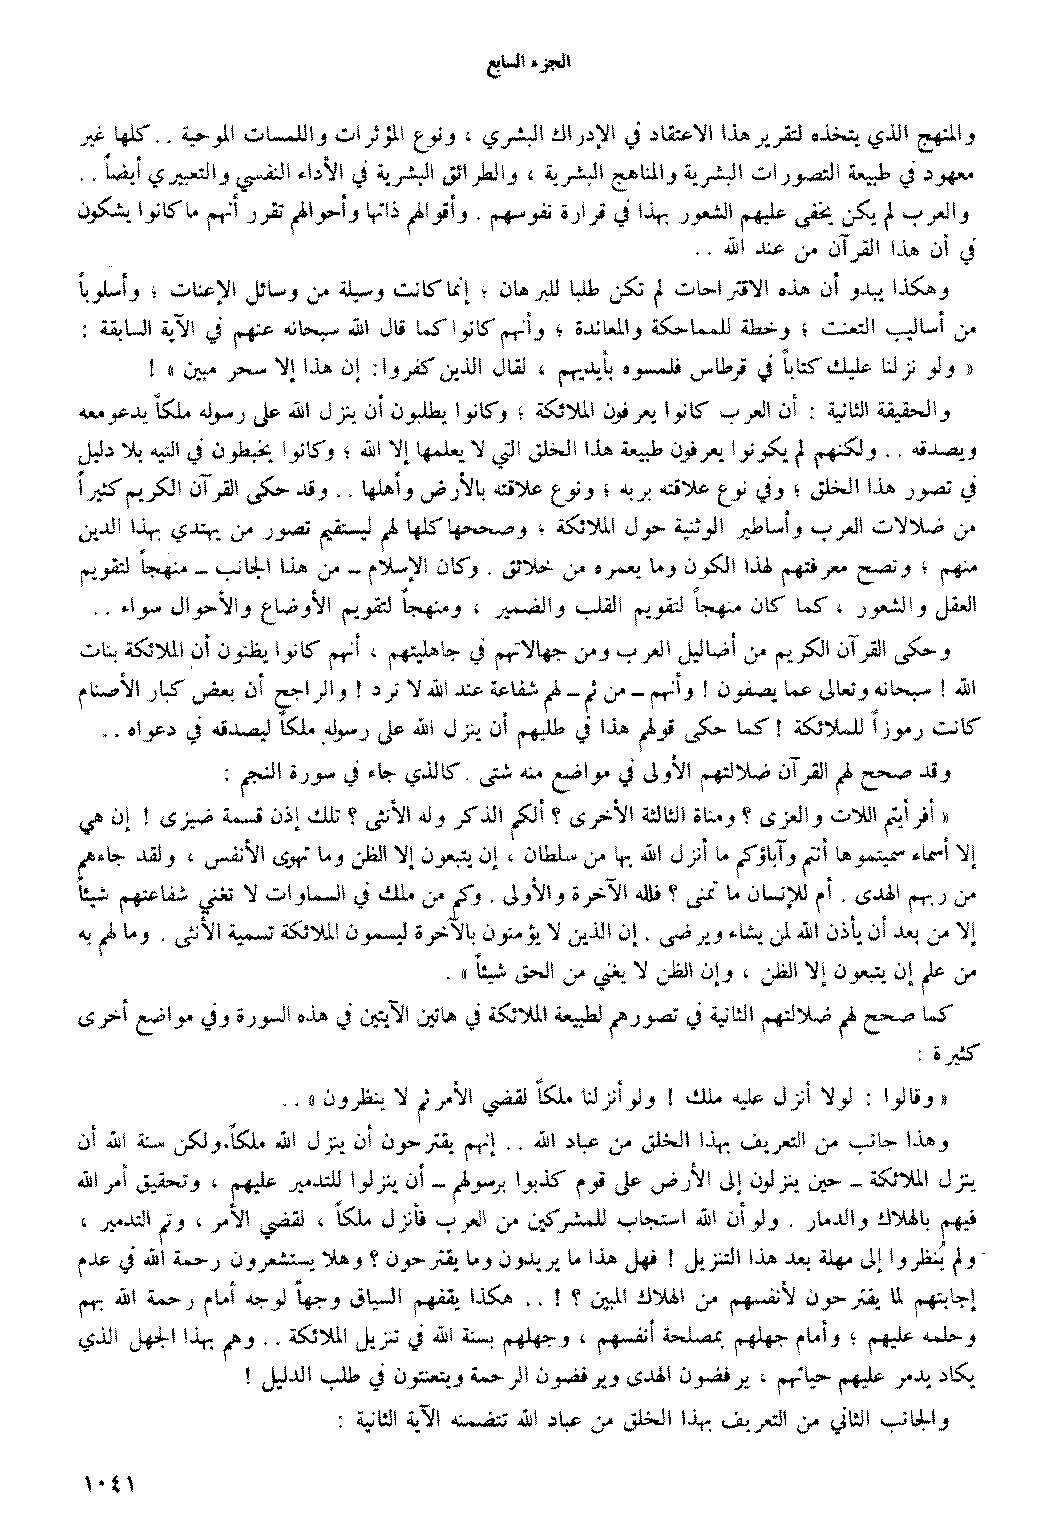 الجزء السابع
والمنهج الذي يتخذه لتقرير هذا الاعتقاد في الإدراك البشري ، ونوع المؤثرات واللمسات الموحية .. كلها غير
معهود في طبيعة التصورات البشرية والمناهج البشرية ، والطرائق البشرية في الأداء النفسي والتعبيري أيضاً ..
والعرب لم يكن يخفى عليهم الشعور بهذا في قرارة نفوسهم . وأقوالهم ذاتها وأحوالهم تقرر أنهم ما كانوا يشكون
في أن هذا القرآن من عند الله ..
وهكذا يبدو أن هذه الاقتراحات لم تكن طلبا للبرهان ؛ إنما كانت وسيلة من وسائل الإعنات ؛ وأسلوباً
من أساليب التعنت ؛ وخطة للمماحكة والمعاندة ؛ وأنهم كانوا كما قال الله سبحانه عنهم في الآية السابقة :
« ولو نزلنا عليك كتاباً في قرطاس فلمسوه بأيديهم ، لقال الذين كفروا: إن هذا إلا سحر مبين » !
والحقيقة الثانية : أن العرب كانوا يعرفون الملائكة ؛ وكانوا يطلبون أن ينزل الله على رسوله ملكاً يدعو معه
ويصدقه .. ولكنهم لم يكونوا يعرفون طبيعة هذا الخلق التي لا يعلمها إلا الله ؛ وكانوا يخبطون في التيه بلا دليل
في تصور هذا الخلق ؛ وفي نوع علاقته بربه ؛ ونوع علاقته بالأرض وأهلها .. وقد حكى القرآن الكريم كثيراً
من ضلالات العرب وأساطير الوثنية حول الملائكة ؛ وصححها كلها لهم ليستقيم تصور من يهتدي بهذا الدين
منهم ؛ وتصح معرفتهم لهذا الكون وما يعمره من خلائق . وكان الإسلام – من هذا الجانب – منهجاً لتقويم
العقل والشعور ، كما كان منهجاً لتقويم القلب والضمير ، ومنهجاً لتقويم الأوضاع والأحوال سواء ..
وحكى القرآن الكريم من أضاليل العرب ومن جهالاتهم في جاهليتهم ، أنهم كانوا يظنون أن الملائكة بنات
الله ! سبحانه وتعالى عما يصفون ! وأنهم – من ثم – لهم شفاعة عند الله لا ترد ! والراجح أن بعض كبار الأصنام
كانت رموزاً للملائكة ! كما حكى قولهم هذا في طلبهم أن ينزل الله على رسوله ملكاً ليصدقه في دعواه ..
وقد صحح لهم القرآن ضلالتهم الأولى في مواضع منه شتى . كالذي جاء في سورة النجم :
« أفرأيتم اللات والعزى ؟ ومناة الثالثة الأخرى ؟ ألكم الذكر وله الأنثى ؟ تلك إذن قسمة ضيزى ! إن هي
إلا أسماء سميتموها أنتم وآباؤكم ما أنزل الله بها من سلطان ، إن يتبعون إلا الظن وما تهوى الأنفس ، ولقد جاءهم
من ربهم الهدى . أم للإنسان ما تمنى ؟ فلله الآخرة والأولى . وكم من ملك في السماوات لا تغني شفاعتهم شيئاً
إلا من بعد أن يأذن الله لمن يشاء ويرضى . إن الذين لا يؤمنون بالآخرة ليسمون الملائكة تسمية الأنثى . وما لهم به
من علم إن يتبعون إلا الظن ، وإن الظن لا يغني من الحق شيئاً » .
كما صحح لهم ضلالتهم الثانية في تصورهم لطبيعة الملائكة في هاتين الآيتين في هذه السورة وفي مواضع أخرى
كثيرة :
« وقالوا : لولا أنزل عليه ملك ! ولو أنزلنا ملكاً لقضي الأمر ثم لا ينظرون » ..
وهذا جانب من التعريف بهذا الخلق من عباد الله .. إنهم يقترحون أن ينزل الله ملكاً.ولكن سنة الله أن
ينزل الملائكة – حين ينزلون إلى الأرض على قوم كذبوا برسولهم – أن ينزلوا للتدمير عليهم ، وتحقيق أمر الله
فيهم بالهلاك والدمار . ولو أن الله استجاب للمشركين من العرب فأنزل ملكاً ، لقضي الأمر ، وتم التدمير ،
ولم يُنظروا إلى مهلة بعد هذا التنزيل ! فهل هذا ما يريدون وما يقترحون ؟ وهلا يستشعرون رحمة الله في عدم
إجابتهم لما يقترحون لأنفسهم من الهلاك المبين ؟ ! .. هكذا يقفهم السياق وجهاً لوجه أمام رحمة الله بهم
وحلمه عليهم ؛ وأمام جهلهم بمصلحة أنفسهم ، وجهلهم بسنة الله في تنزيل الملائكة .. وهم بهذا الجهل الذي
يكاد يدمر عليهم حياتهم ، يرفضون الهدى ويرفضون الرحمة ويتعنتون في طلب الدليل !
والجانب الثاني من التعريف بهذا الخلق من عباد الله تتضمنه الآية الثانية :
١٠٤١